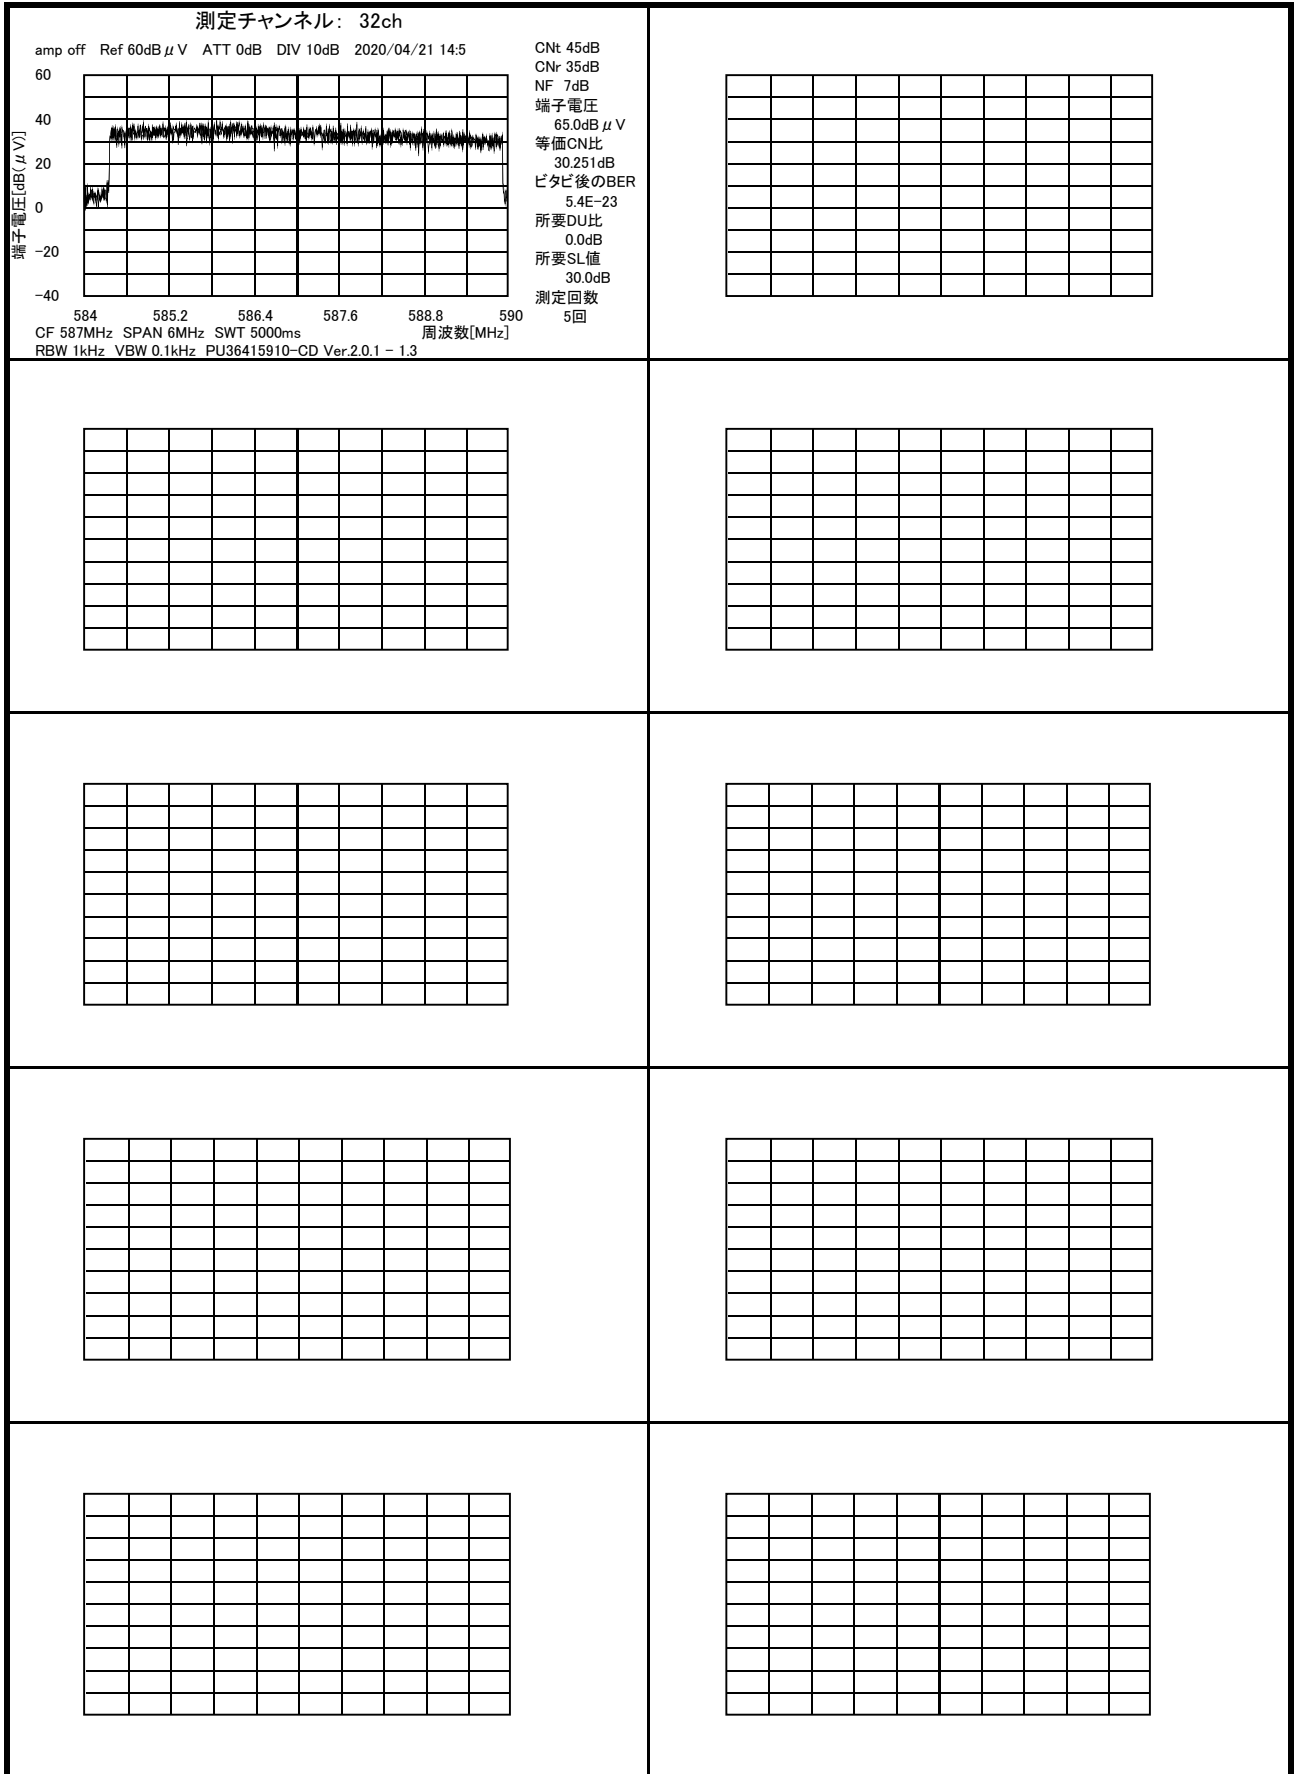 測定チャンネル: 32ch
amp off Ref 60dBμV ATT 0dB DIV 10dB 2020/04/21 14:5
CNt 45dB
CNr 35dB
NF 7dB
端子電圧
65.0dBμV
等価CN比
30.251dB
ビタビ後のBER
5.4E-23
所要DU比
0.0dB
所要SL値
30.0dB
測定回数
5回
端子電圧[dB(μV)]
60
40
20
0
-20
-40
584 585.2 586.4 587.6 588.8 590
CF 587MHz SPAN 6MHz SWT 5000ms 周波数[MHz]
RBW 1kHz VBW 0.1kHz PU36415910-CD Ver.2.0.1 - 1.3